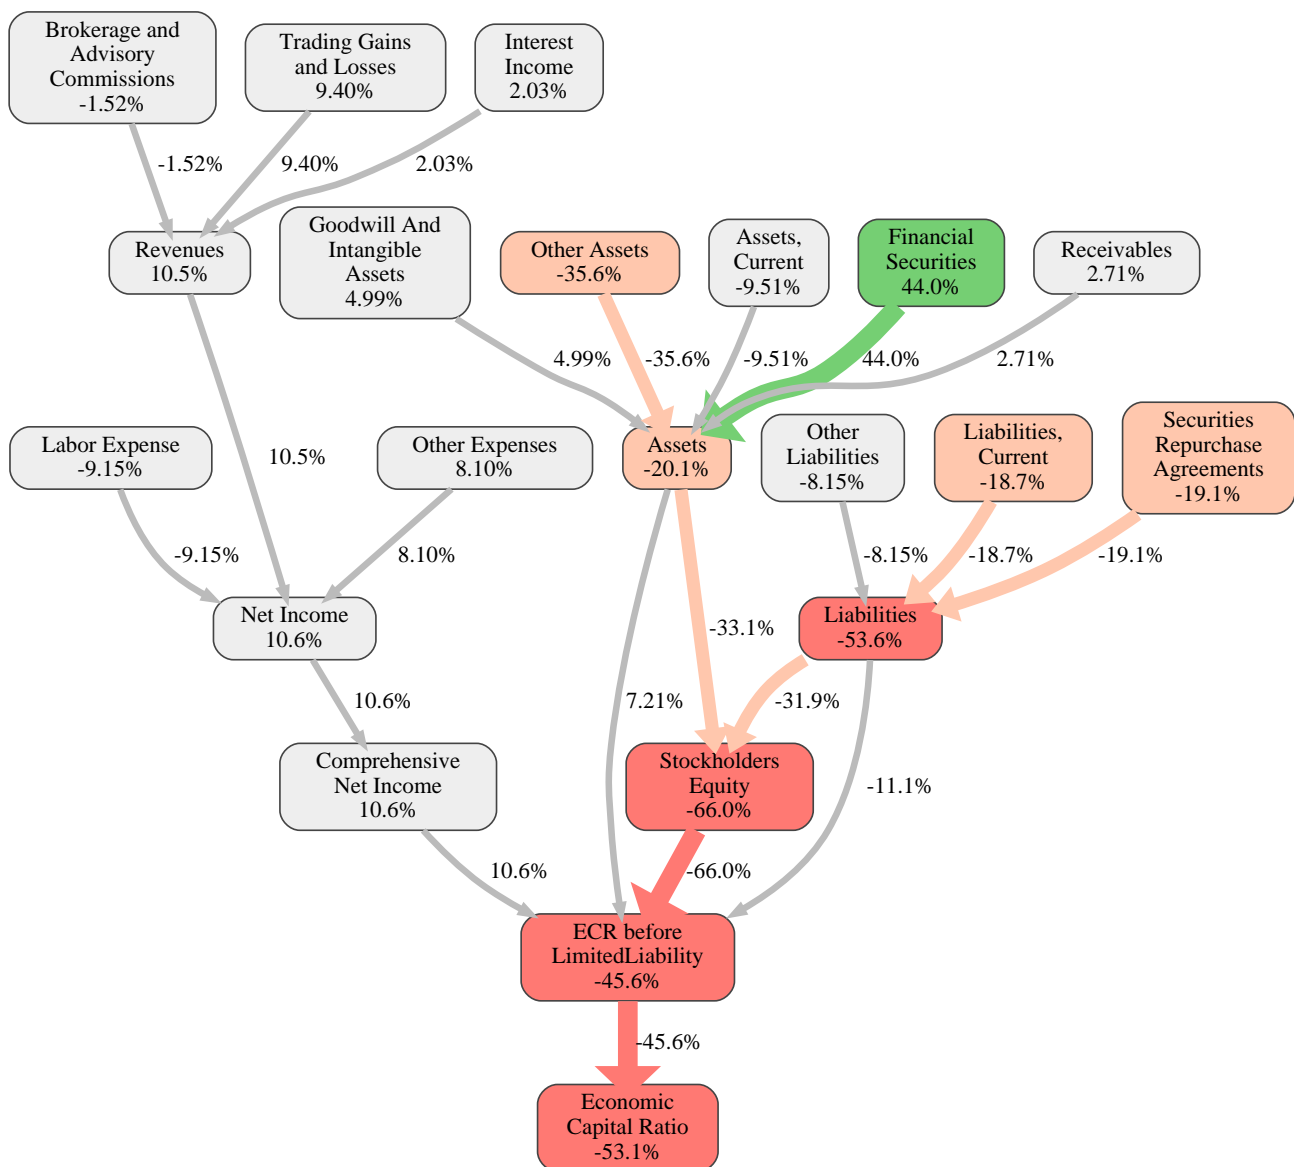 Brokerage and
Advisory
Commissions
-1.52%
Trading Gains
and Losses
9.40%
Interest
Income
2.03%
-1.52%
9.40%
2.03%
Revenues
10.5%
Goodwill And
Intangible
Assets
4.99%
Other Assets
-35.6%
Assets,
Current
-9.51%
Financial
Securities
44.0%
Receivables
2.71%
4.99%
-35.6%
-9.51%
44.0%
2.71%
Labor Expense
-9.15%
10.5%
Other Expenses
8.10%
Assets
-20.1%
Other
Liabilities
-8.15%
Liabilities,
Current
-18.7%
Securities
Repurchase
Agreements
-19.1%
-9.15%
8.10%
-8.15%
-18.7%
-19.1%
Net Income
10.6%
-33.1%
Liabilities
-53.6%
10.6%
7.21%
-31.9%
Comprehensive
Net Income
10.6%
Stockholders
Equity
-66.0%
-11.1%
10.6%
-66.0%
ECR before
LimitedLiability
-45.6%
-45.6%
Economic
Capital Ratio
-53.1%